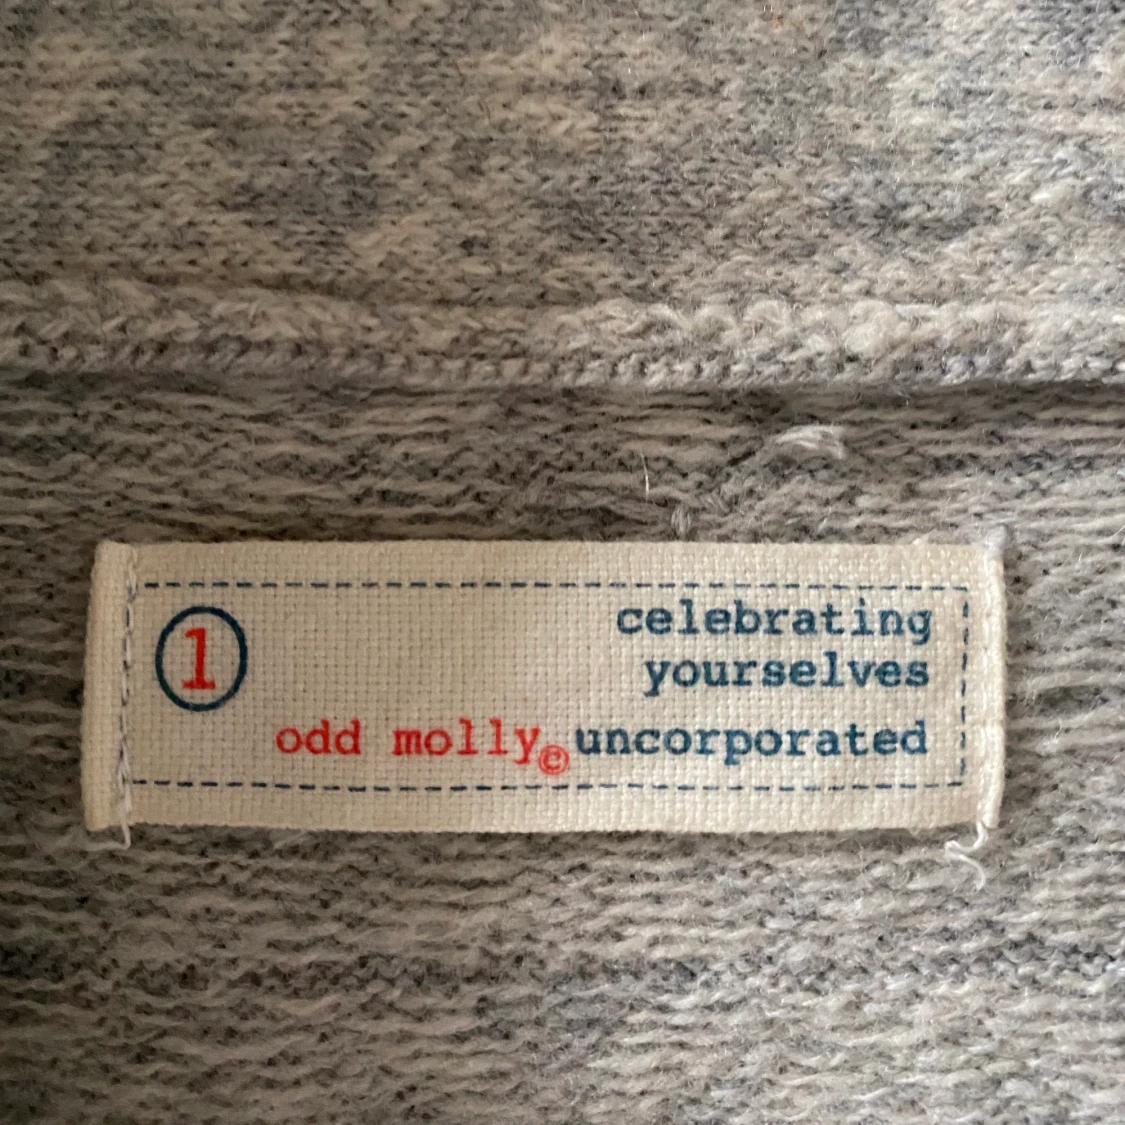 1
celebrating
yourselves
odd molly© uncorporated